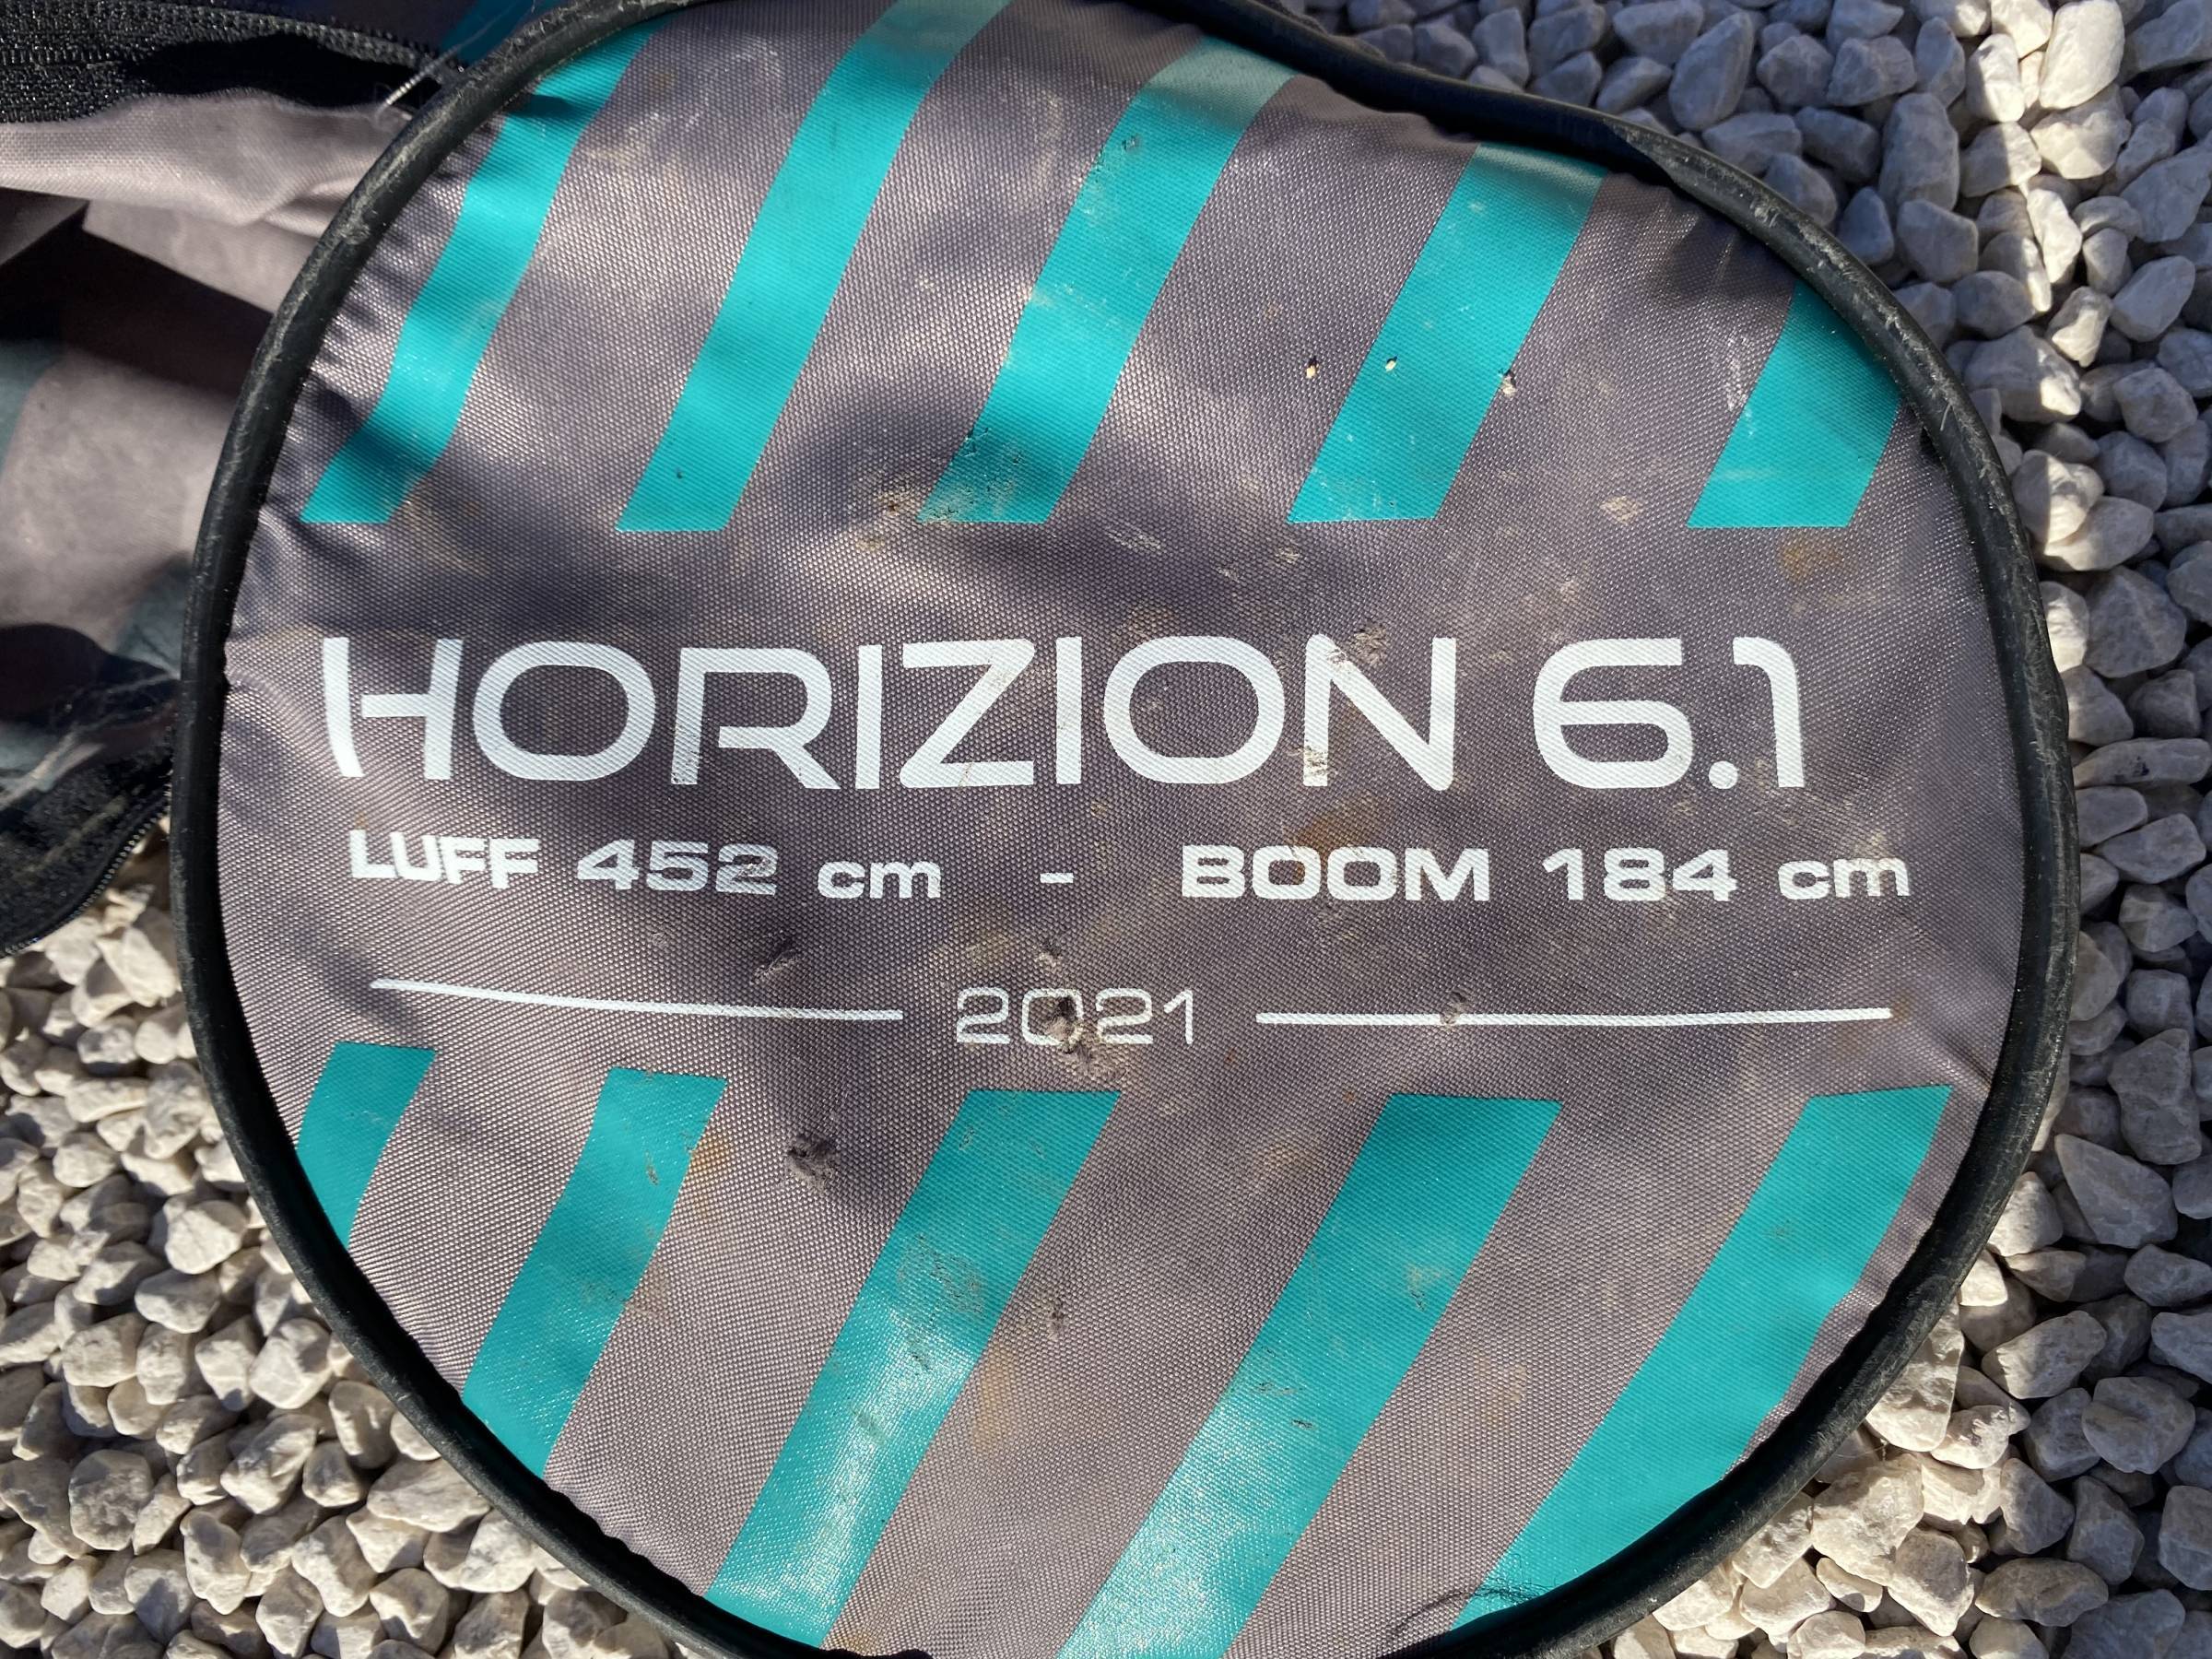 HORIZION 6.1
LUFF 452 cm - BOOM 184 cm
2021